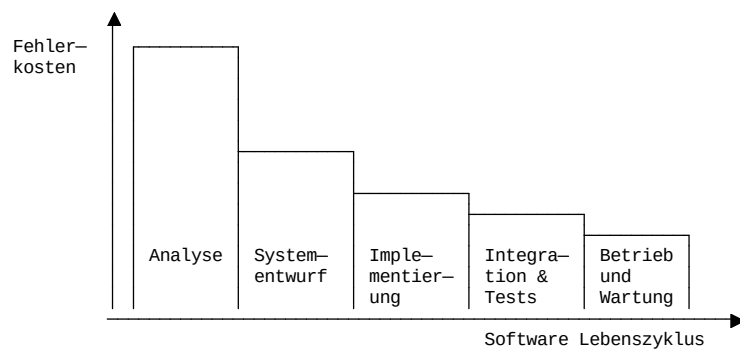 Fehler—
kosten
Analyse
System—
entwurf
Imple—
mentier—
ung
Integra—
tion &
Tests
Betrieb
und
Wartung
Software Lebenszyklus